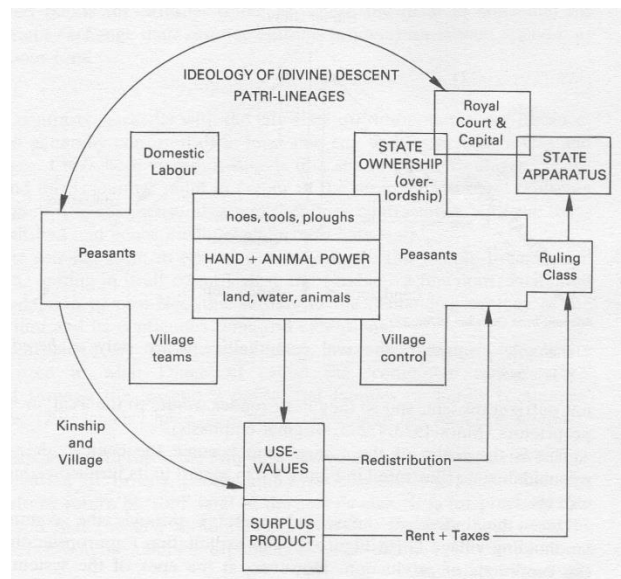 IDEOLOGY OF (DIVINE) DESCENT
PATRI-LINEAGES
Royal
Court &
Capital
Domestic
Labour
STATE
OWNERSHIP
(over-
lordship)
STATE
APPARATUS
hoes, tools, ploughs
Peasants
HAND + ANIMAL POWER
Peasants
Ruling
Class
land, water, animals
Village
teams
Village
control
Kinship
and
Village
USE-
VALUES
Redistribution
SURPLUS
PRODUCT
Rent + Taxes